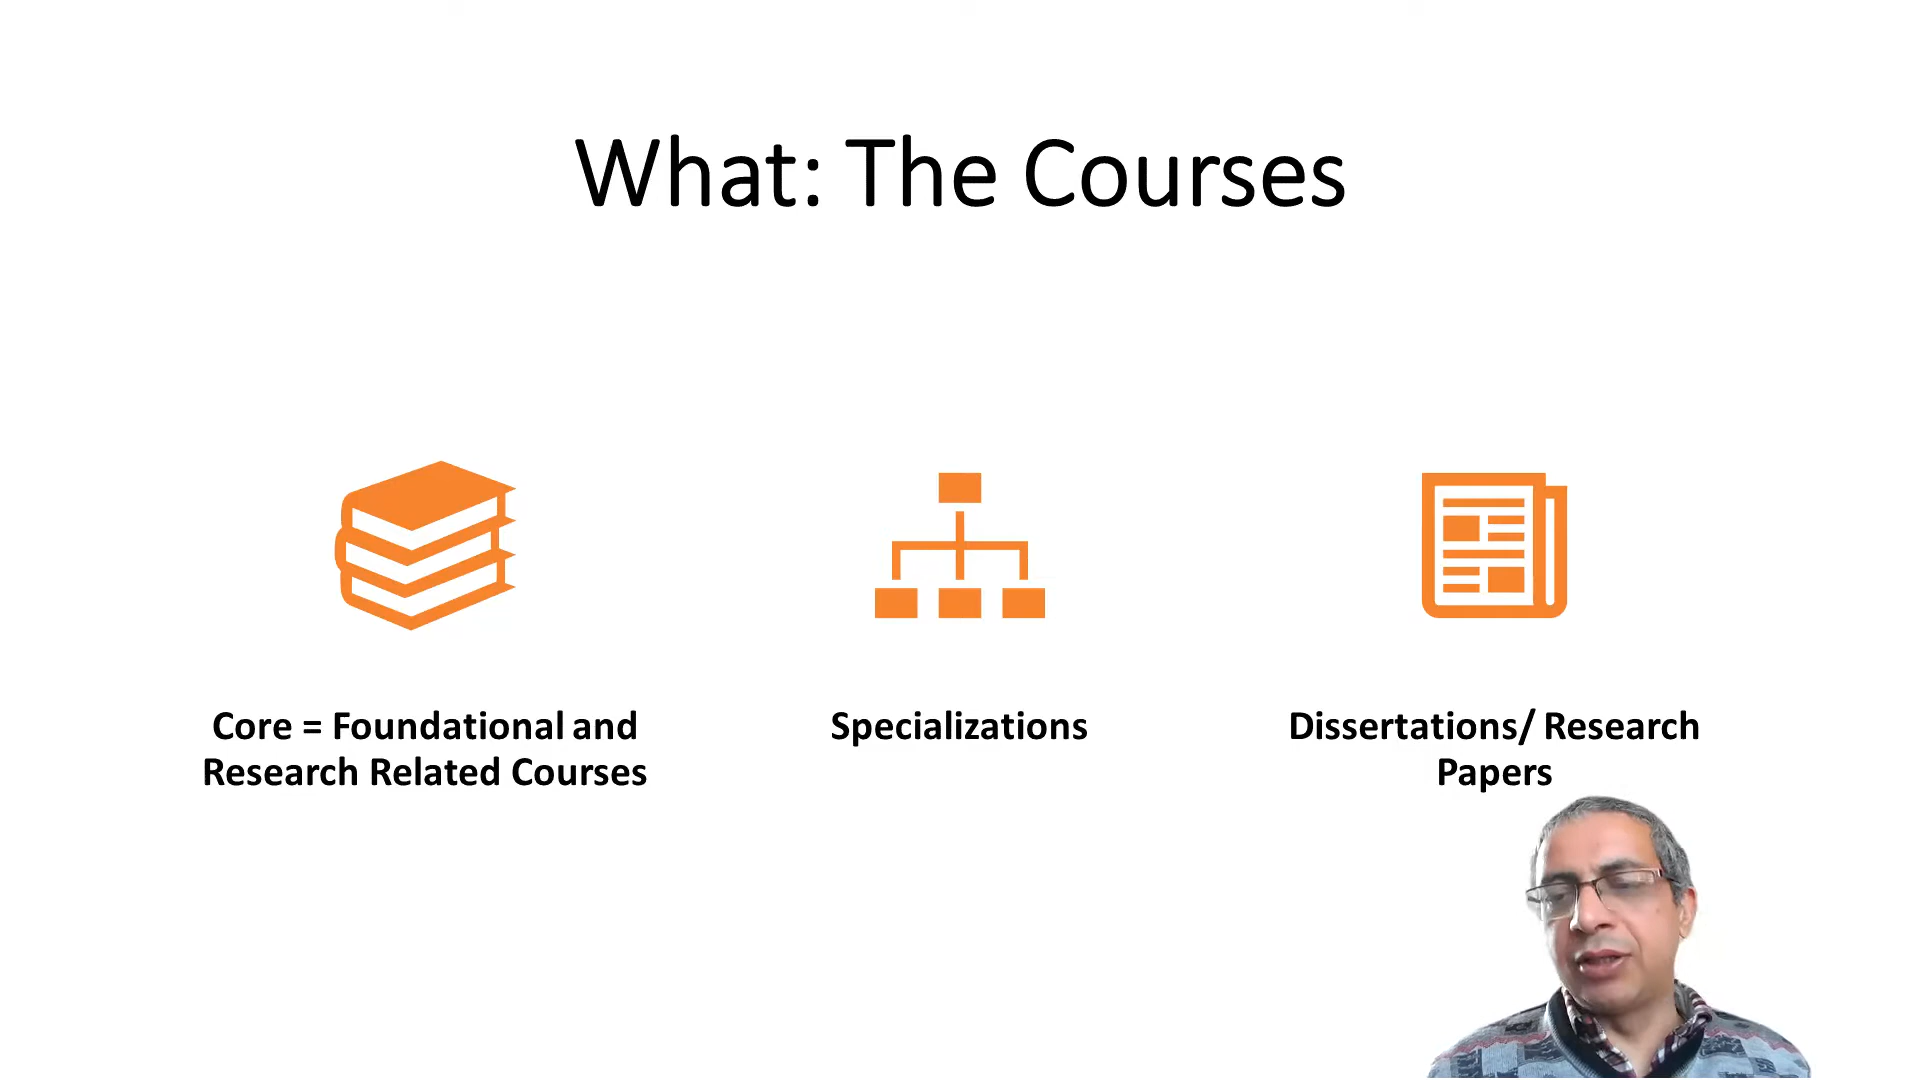 What: The Courses
Core = Foundational and
Research Related Courses
Specializations
Dissertations/ Research
Papers